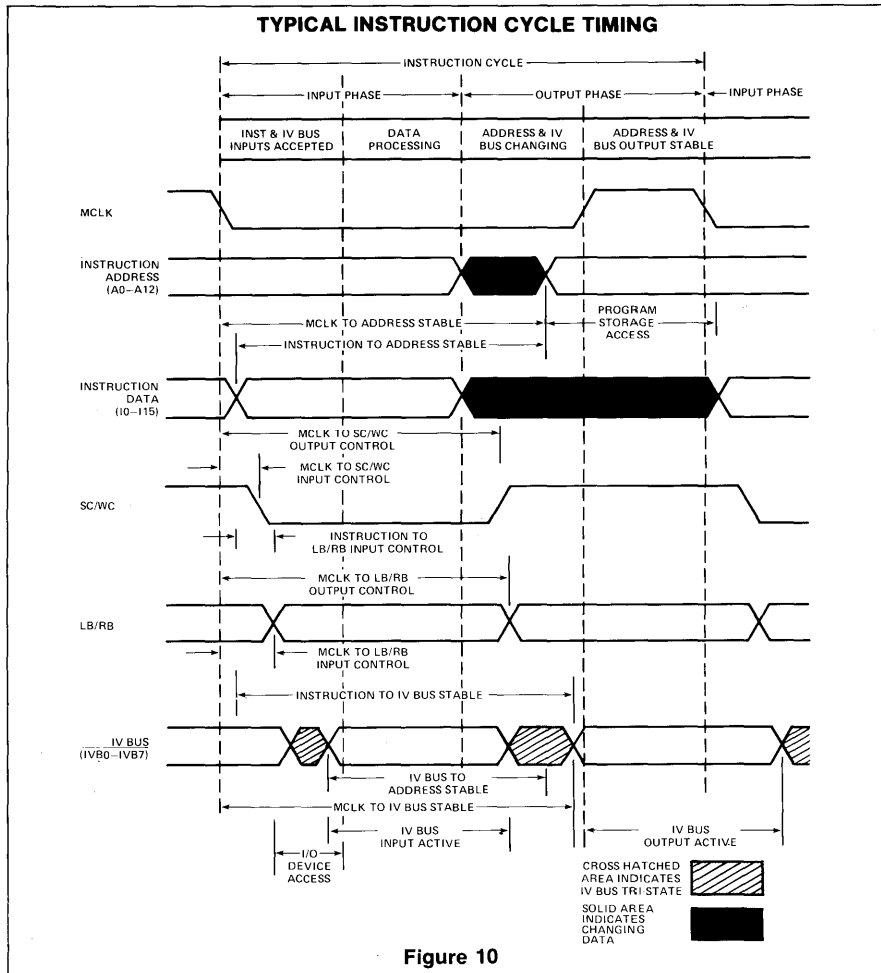 TYPICAL INSTRUCTION CYCLE TIMING
INSTRUCTION CYCLE
INPUT PHASE
OUTPUT PHASE
INPUT PHASE
INST & IV BUS
INPUTS ACCEPTED
DATA
PROCESSING
ADDRESS & IV
BUS CHANGING
ADDRESS & IV
BUS OUTPUT STABLE
MCLK
INSTRUCTION
ADDRESS
(A0–A12)
MCLK TO ADDRESS STABLE
PROGRAM
STORAGE
ACCESS
INSTRUCTION TO ADDRESS STABLE
INSTRUCTION
DATA
(I0–I15)
MCLK TO SC/WC
OUTPUT CONTROL
MCLK TO SC/WC
INPUT CONTROL
SC/WC
INSTRUCTION TO
LB/RB INPUT CONTROL
MCLK TO LB/RB
OUTPUT CONTROL
LB/RB
MCLK TO LB/RB
INPUT CONTROL
INSTRUCTION TO IV BUS STABLE
IV BUS
(IVB0–IVB7)
IV BUS TO
ADDRESS STABLE
MCLK TO IV BUS STABLE
IV BUS
INPUT ACTIVE
IV BUS
OUTPUT ACTIVE
I/O
DEVICE
ACCESS
CROSS HATCHED
AREA INDICATES
IV BUS TRI-STATE
SOLID AREA
INDICATES
CHANGING
DATA
Figure 10